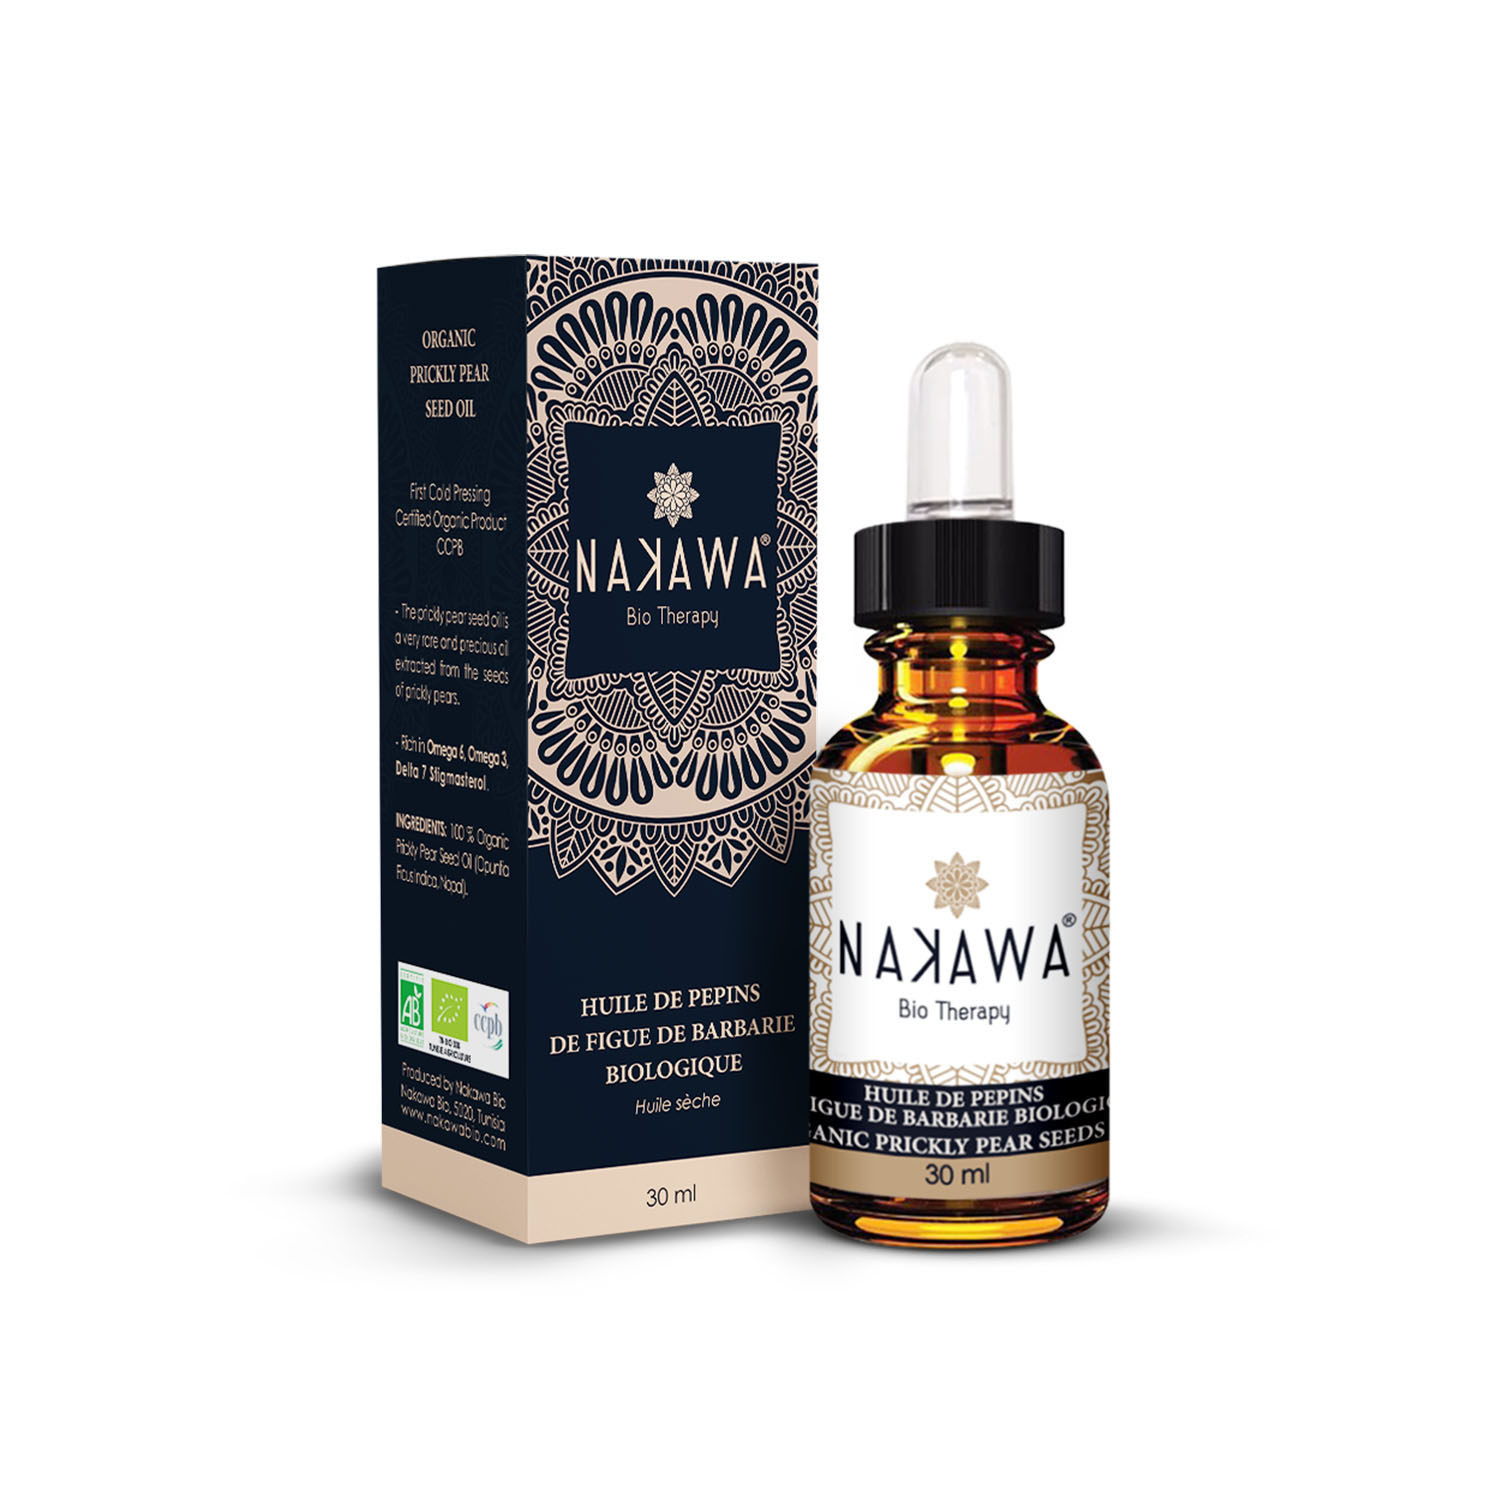 ORGANIC
PRICKLY PEAR
SEED OIL
First Cold Pressing
Certified Organic Product
CCPB
- The prickly pear seed oil is
a very rare and precious oil
extracted from the seeds
of prickly pears.
- Rich in Omega 6, Omega 3,
Delta 7 Stigmasterol.
INGREDIENTS: 100 % Organic
Prickly Pear Seed Oil (Opuntia
Ficus Indica, Nopal).
AB
ccpb
TUNISIE AGRICULTURE
Produced by Nakawa Bio
Nakawa Bio, 5020, Tunisia
www.nakawabio.com
NAKAWA®
Bio Therapy
HUILE DE PEPINS
DE FIGUE DE BARBARIE
BIOLOGIQUE
Huile sèche
30 ml
NAKAWA®
Bio Therapy
HUILE DE PEPINS
IGUE DE BARBARIE BIOLOGI
ANIC PRICKLY PEAR SEEDS
30 ml